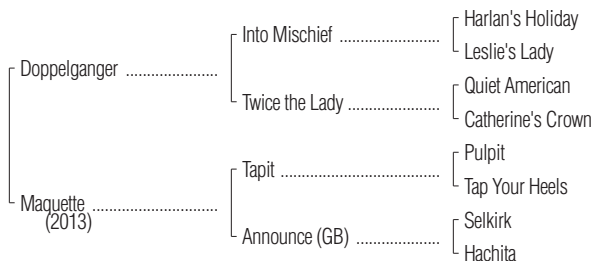 Harlan's Holiday
Into Mischief ........................
Leslie's Lady
Doppelganger ......................
Quiet American
Twice the Lady ....................
Catherine's Crown
Pulpit
Tapit ......................................
Tap Your Heels
Maquette ..............................
(2013)
Selkirk
Announce (GB) ....................
Hachita